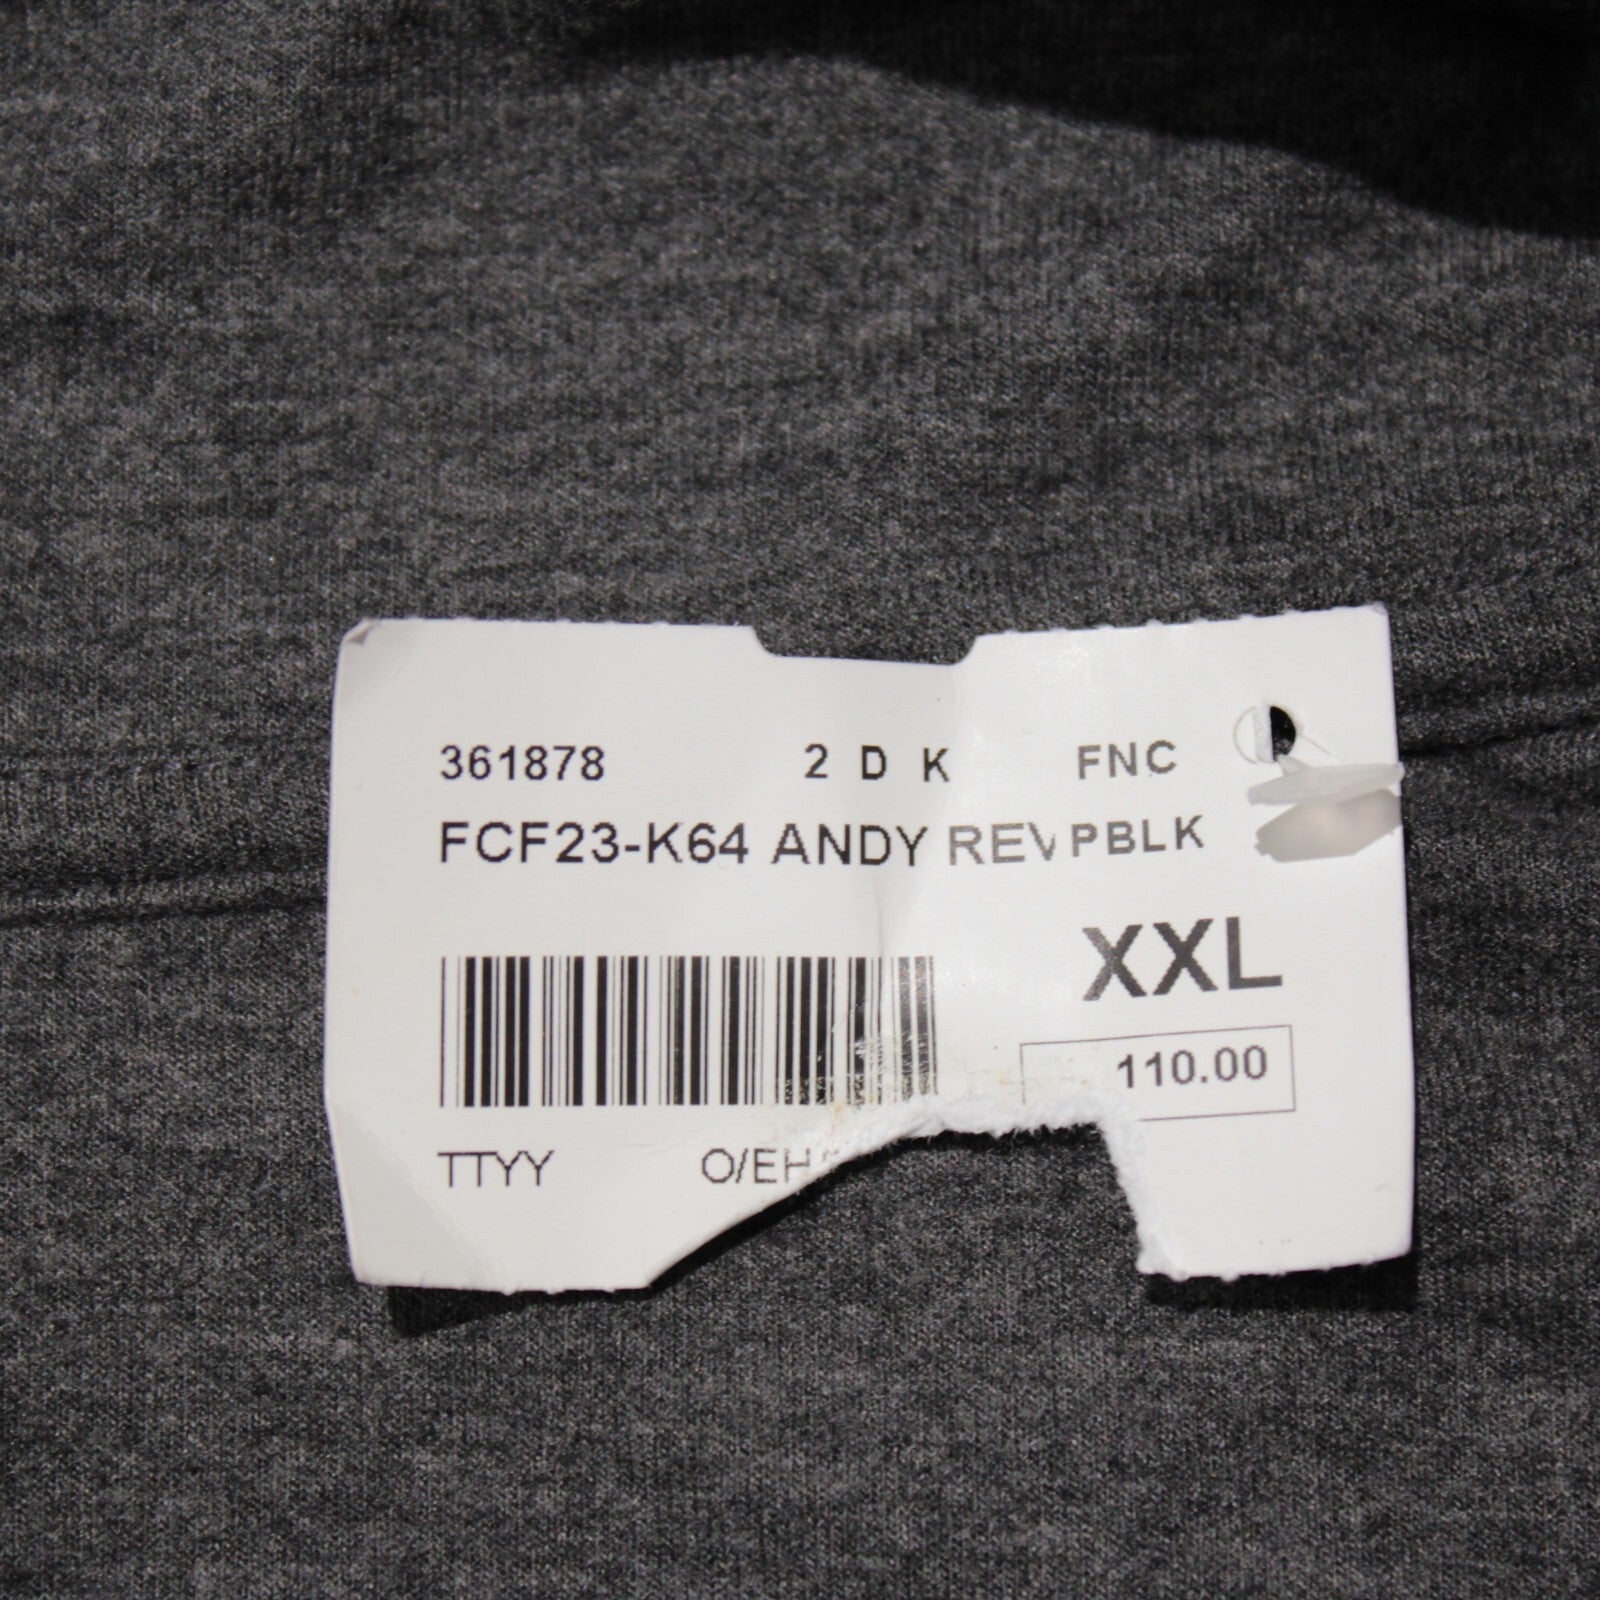 361878 2 D K FNC
FCF23-K64 ANDY REV PBLK
XXL
110.00
TTYY O/EH